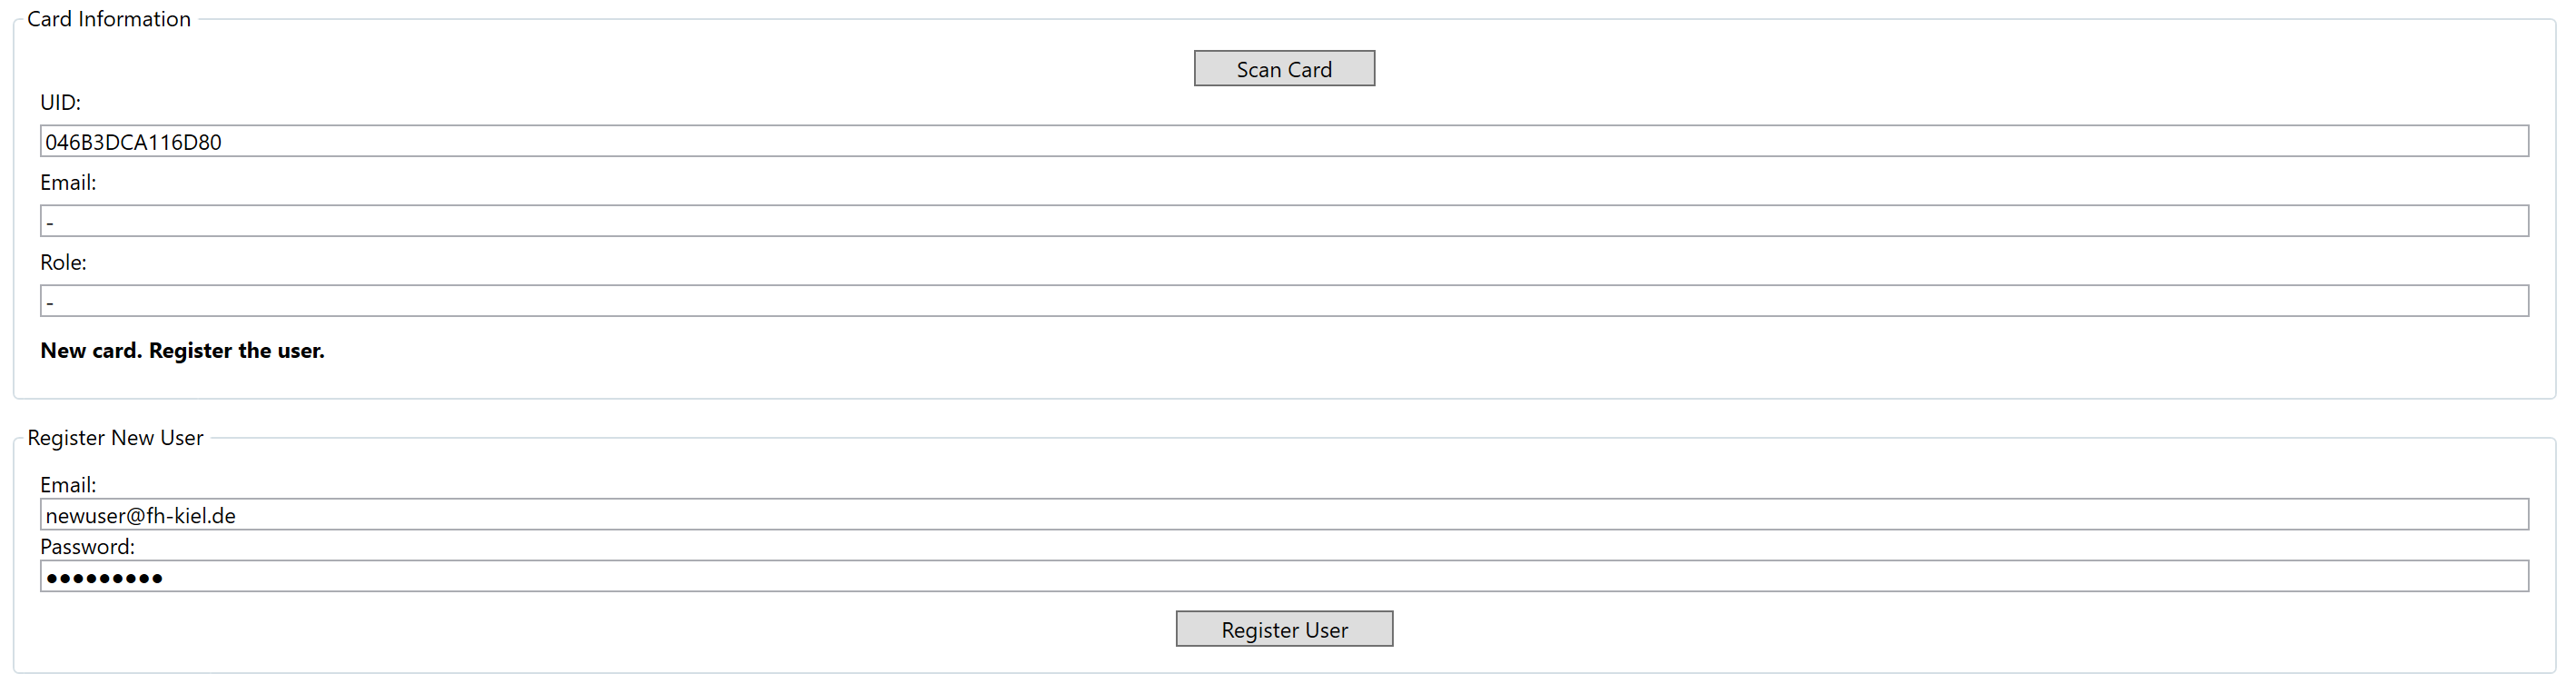 Card Information
Scan Card
UID:
046B3DCA116D80
Email:
-
Role:
-
New card. Register the user.
Register New User
Email:
newuser@fh-kiel.de
Password:
●●●●●●●●●
Register User